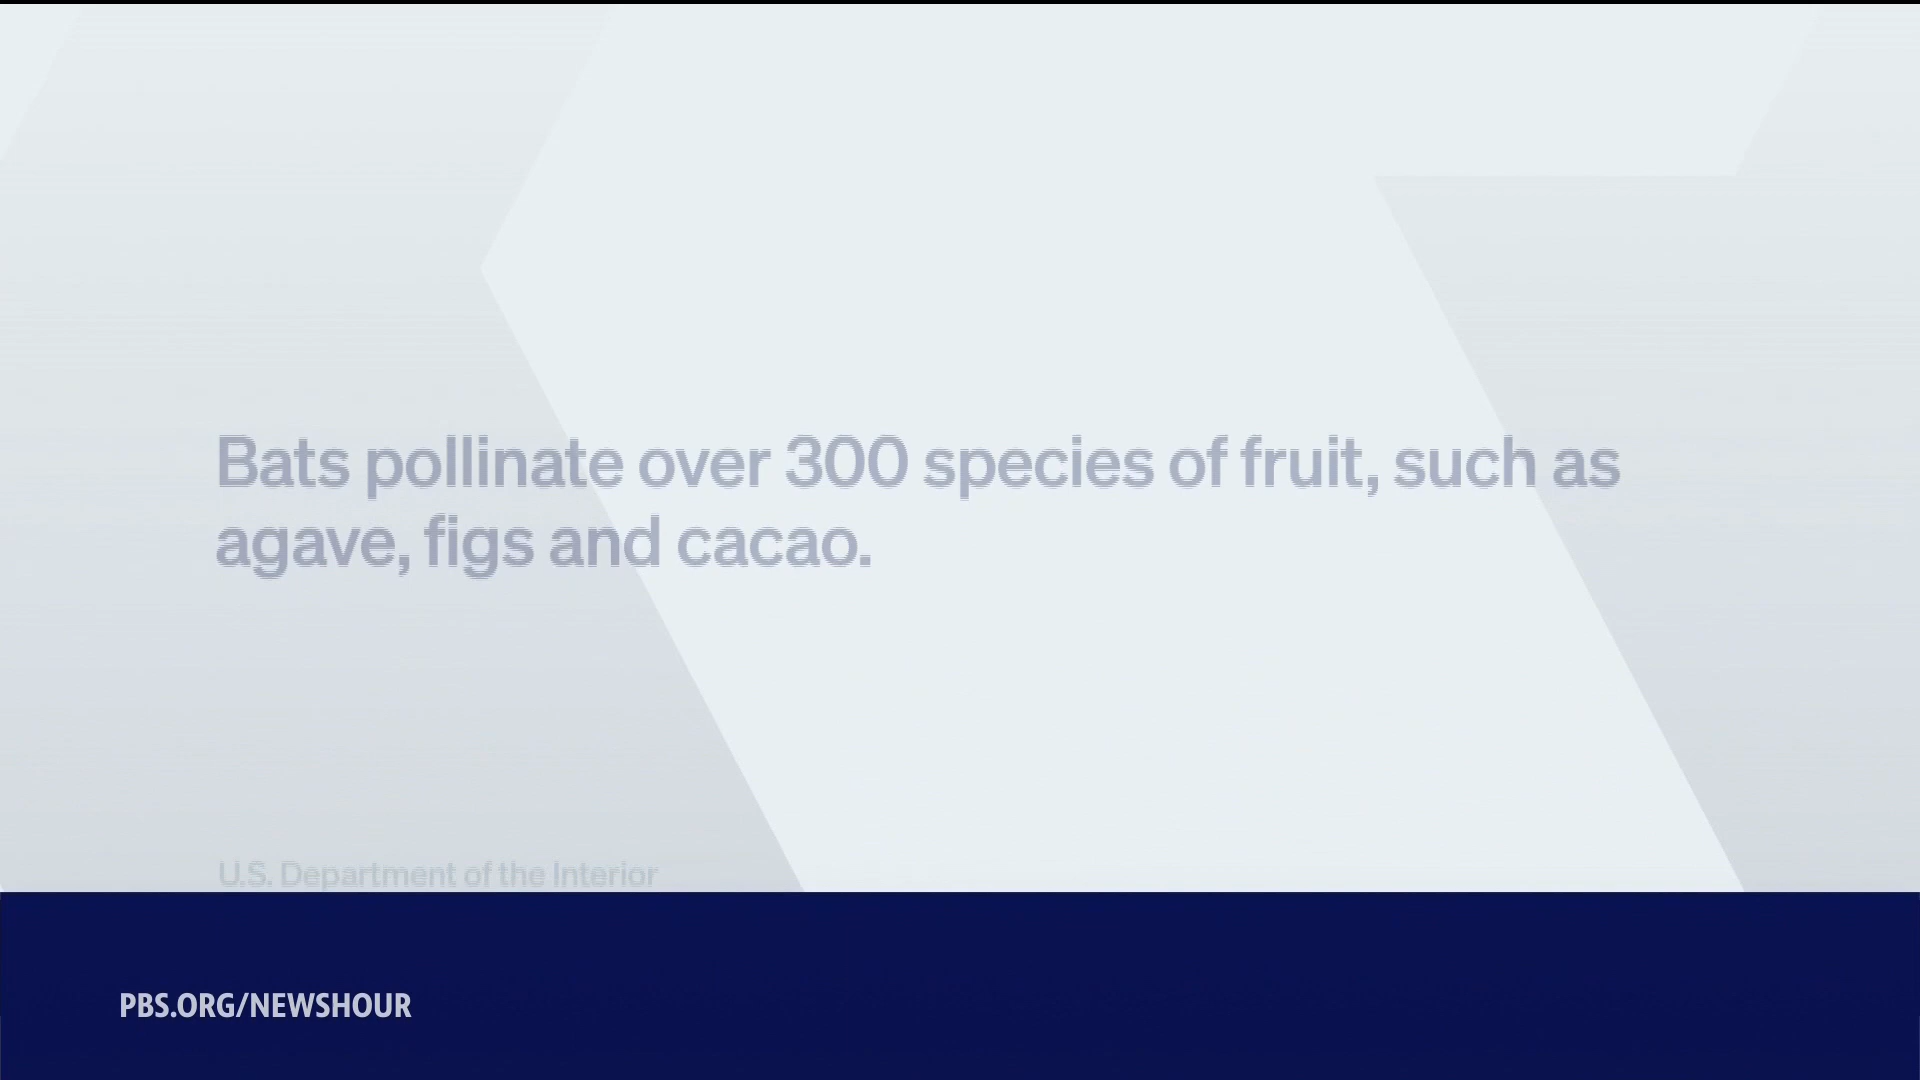 Bats pollinate over 300 species of fruit, such as
agave, figs and cacao.
U.S. Department of the Interior
PBS.ORG/NEWSHOUR